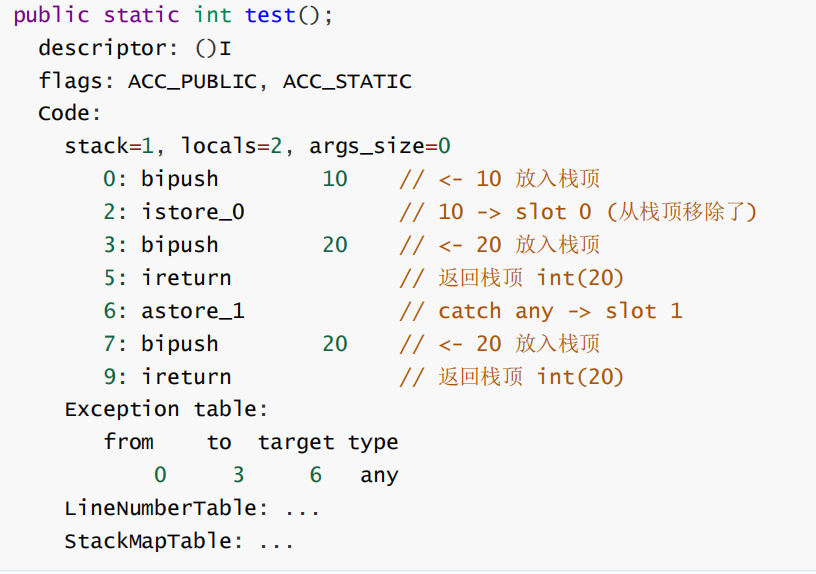 public static int test();
descriptor: ()I
flags: ACC_PUBLIC, ACC_STATIC
Code:
stack=1, locals=2, args_size=0
0: bipush 10 // <- 10 放入栈顶
2: istore_0 // 10 -> slot 0 (从栈顶移除了)
3: bipush 20 // <- 20 放入栈顶
5: ireturn // 返回栈顶 int(20)
6: astore_1 // catch any -> slot 1
7: bipush 20 // <- 20 放入栈顶
9: ireturn // 返回栈顶 int(20)
Exception table:
from to target type
0 3 6 any
LineNumberTable: ...
StackMapTable: ...